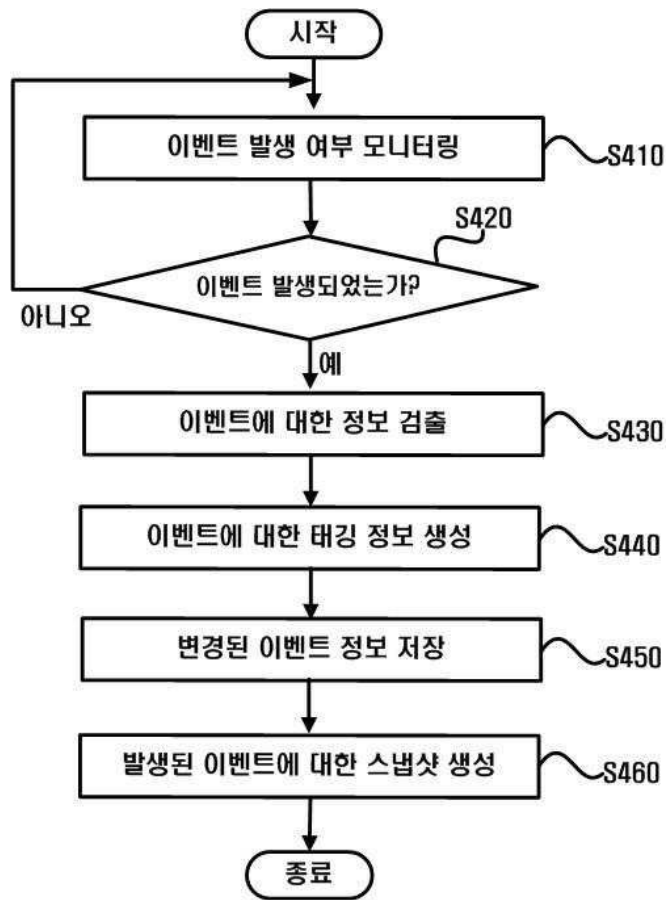 시작
이벤트 발생 여부 모니터링
S410
S420
이벤트 발생되었는가?
아니오
예
이벤트에 대한 정보 검출
S430
이벤트에 대한 태깅 정보 생성
S440
변경된 이벤트 정보 저장
S450
발생된 이벤트에 대한 스냅샷 생성
S460
종료